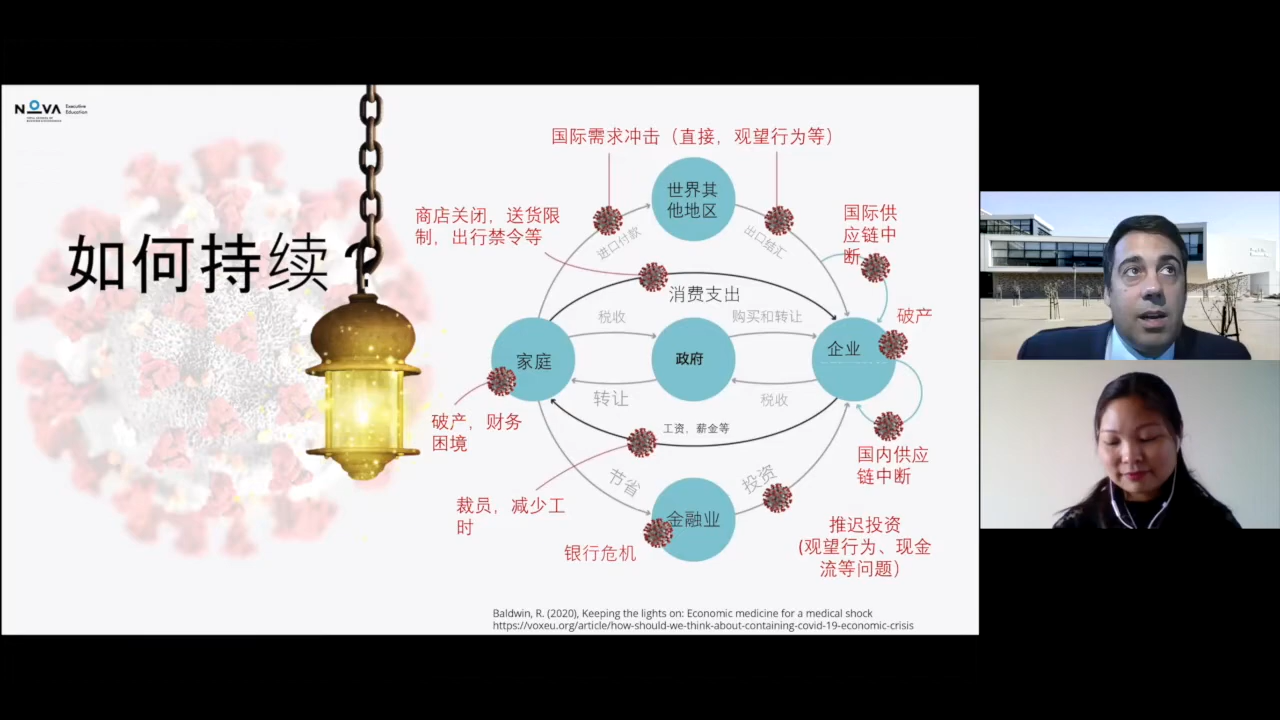 NOVA
Executive
Education
如何持续?
国际需求冲击（直接，观望行为等）
世界其
他地区
商店关闭，送货限
制，出行禁令等
国际供
应链中
断
进口付款
出口结汇
消费支出
税收
购买和转让
破产
家庭
政府
企业
转让
税收
破产，财务
困境
工资，薪金等
国内供应
链中断
节省
投资
裁员，减少工
时
金融业
银行危机
推迟投资
(观望行为、现金
流等问题）
Baldwin, R. (2020), Keeping the lights on: Economic medicine for a medical shock
https://voxeu.org/article/how-should-we-think-about-containing-covid-19-economic-crisis